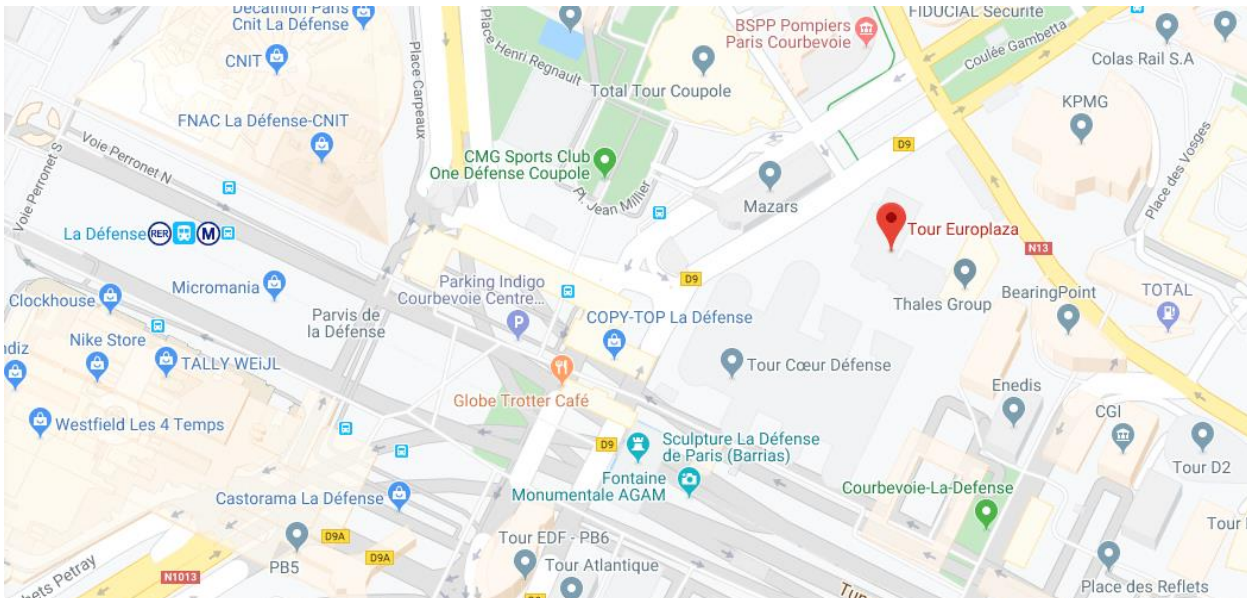 Decathlon Paris
Cnit La Défense
CNIT
FNAC La Défense-CNIT
Place Carpeaux
Place Henri Regnault
BSPP Pompiers
Paris Courbevoie
FIDUCIAL Sécurité
Coulée Gambetta
Colas Rail S.A
Total Tour Coupole
KPMG
D9
Voie Perronet N
Voie Perronet S
CMG Sports Club
One Défense Coupole
Pl. Jean Millier
Mazars
Place des Vosges
La Défense
RER
M
Tour Europlaza
N13
Micromania
Parking Indigo
Courbevoie Centre...
P
D9
Thales Group
BearingPoint
TOTAL
Clockhouse
Parvis de
la Défense
COPY-TOP La Défense
ndiz
Nike Store
TALLY WEiJL
Tour Cœur Défense
Globe Trotter Café
Enedis
Westfield Les 4 Temps
D9
Sculpture La Défense
de Paris (Barrias)
CGI
Fontaine
Monumentale AGAM
Tour D2
Castorama La Défense
Courbevoie-La-Defense
D9A
D9A
Tour EDF - PB6
Tour
PB5
Tour Atlantique
N1013
hets Petray
Place des Reflets